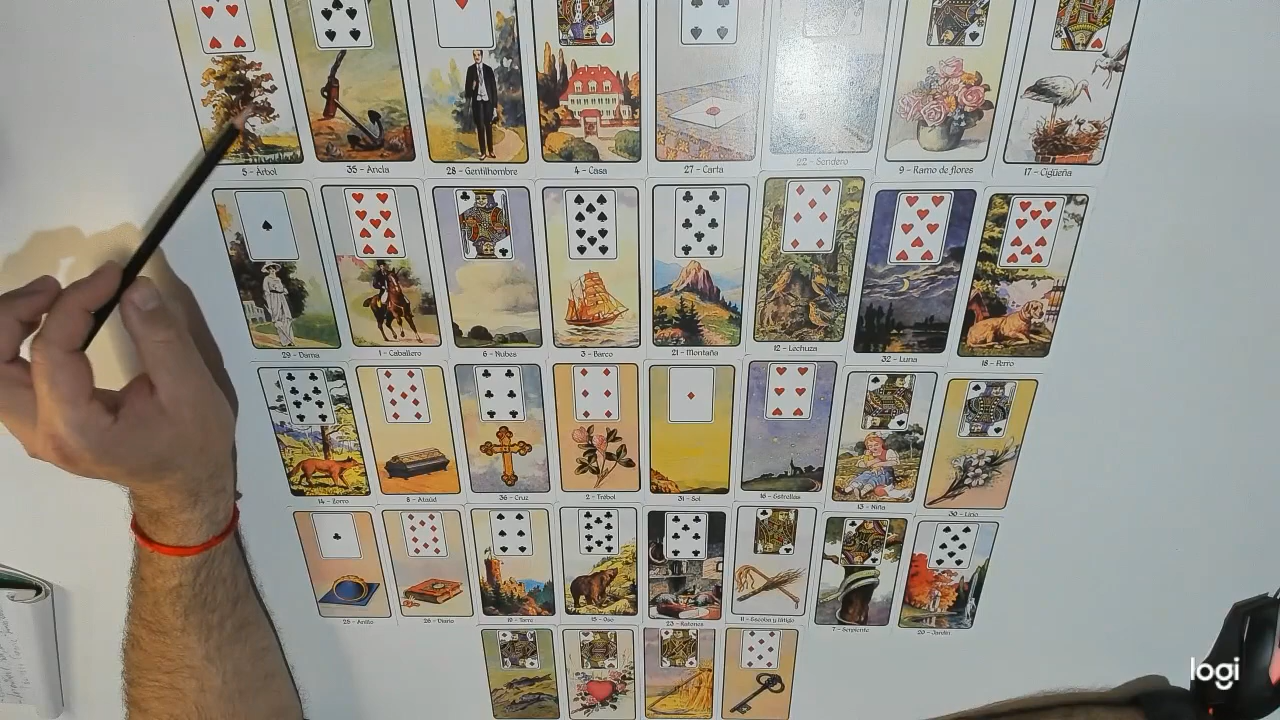 5 - Árbol
35 - Ancla
28 - Gentilhombre
4 - Casa
27 - Carta
22 - Sendero
9 - Ramo de flores
17 - Cigüeña
29 - Dama
1 - Caballero
6 - Nubes
3 - Barco
21 - Montaña
12 - Lechuza
32 - Luna
18 - Perro
14 - Zorro
8 - Ataúd
36 - Cruz
2 - Trébol
31 - Sol
16 - Estrellas
13 - Niña
30 - Lirio
25 - Anillo
26 - Diario
19 - Torre
15 - Oso
23 - Ratones
11 - Escoba y látigo
7 - Serpiente
20 - Jardín
logi